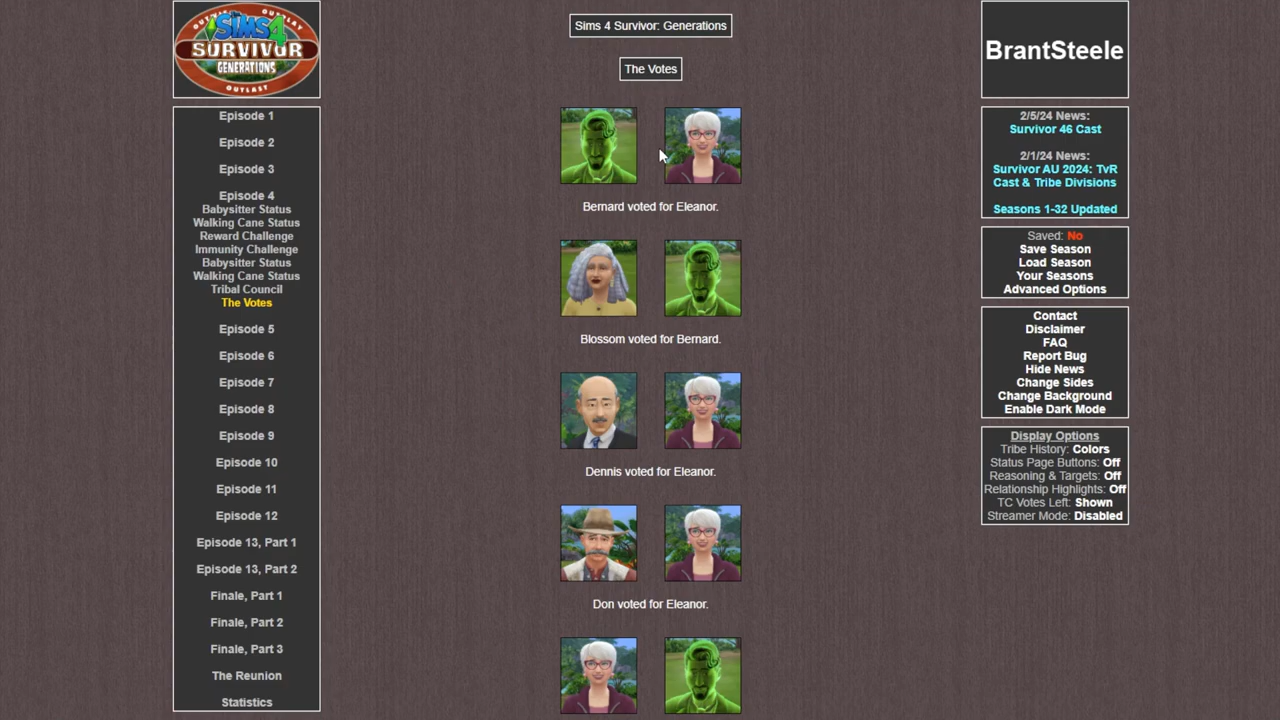 OUTWIT OUTPLAY
SIMS4
SURVIVOR
GENERATIONS
OUTLAST
Episode 1
Episode 2
Episode 3
Episode 4
Babysitter Status
Walking Cane Status
Reward Challenge
Immunity Challenge
Babysitter Status
Walking Cane Status
Tribal Council
The Votes
Episode 5
Episode 6
Episode 7
Episode 8
Episode 9
Episode 10
Episode 11
Episode 12
Episode 13, Part 1
Episode 13, Part 2
Finale, Part 1
Finale, Part 2
Finale, Part 3
The Reunion
Statistics
Sims 4 Survivor: Generations
The Votes
Bernard voted for Eleanor.
Blossom voted for Bernard.
Dennis voted for Eleanor.
Don voted for Eleanor.
BrantSteele
2/5/24 News:
Survivor 46 Cast
2/1/24 News:
Survivor AU 2024: TvR
Cast & Tribe Divisions
Seasons 1-32 Updated
Saved: No
Save Season
Load Season
Your Seasons
Advanced Options
Contact
Disclaimer
FAQ
Report Bug
Hide News
Change Sides
Change Background
Enable Dark Mode
Display Options
Tribe History: Colors
Status Page Buttons: Off
Reasoning & Targets: Off
Relationship Highlights: Off
TC Votes Left: Shown
Streamer Mode: Disabled